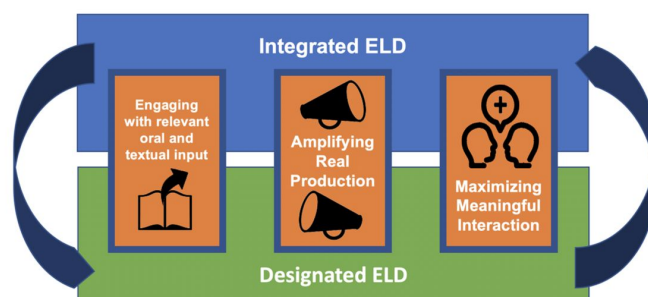 Integrated ELD
Engaging
with relevant
oral and
textual input
Amplifying
Real
Production
Maximizing
Meaningful
Interaction
Designated ELD